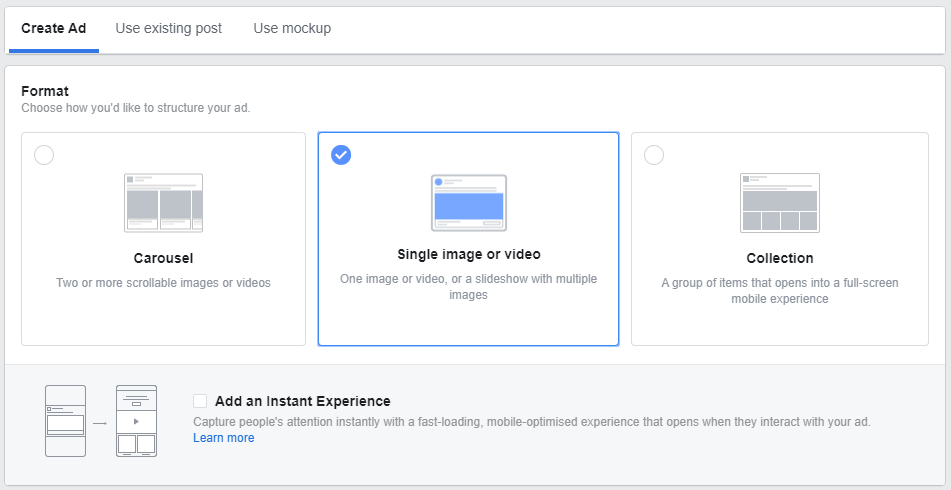 Create Ad
Use existing post
Use mockup
Format
Choose how you'd like to structure your ad.
Carousel
Two or more scrollable images or videos
Single image or video
One image or video, or a slideshow with multiple
images
Collection
A group of items that opens into a full-screen
mobile experience
Add an Instant Experience
Capture people's attention instantly with a fast-loading, mobile-optimised experience that opens when they interact with your ad.
Learn more